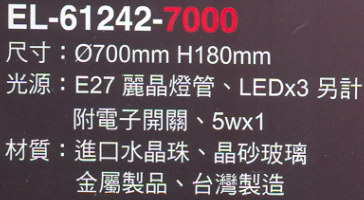 EL-61242-7000
尺寸：Ø700mm H180mm
光源：E27 麗晶燈管、LEDx3 另計
附電子開關、5wx1
材質：進口水晶珠、晶砂玻璃
金屬製品、台灣製造